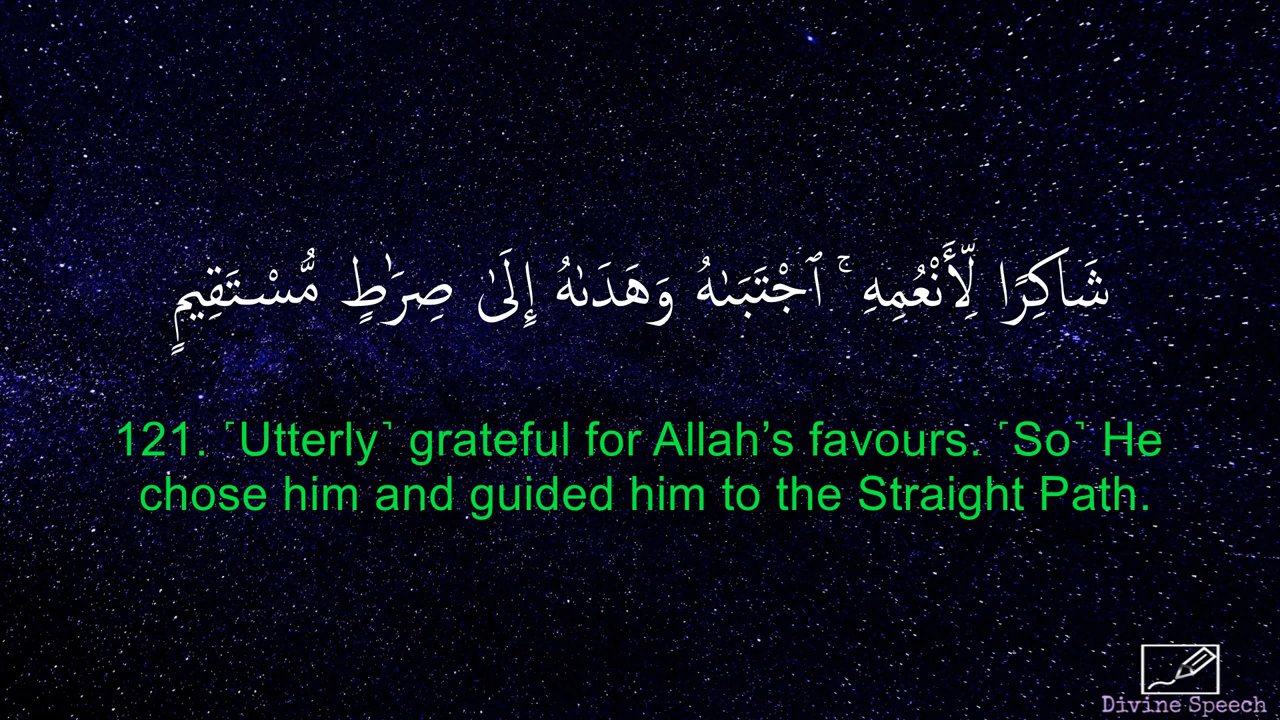 شَاكِرًا لِّأَنْعُمِهِ ۚ ٱجْتَبَىٰهُ وَهَدَىٰهُ إِلَىٰ صِرَٰطٍ مُّسْتَقِيمٍ
121. ˹Utterly˺ grateful for Allah’s favours. ˹So˺ He
chose him and guided him to the Straight Path.
Divine Speech